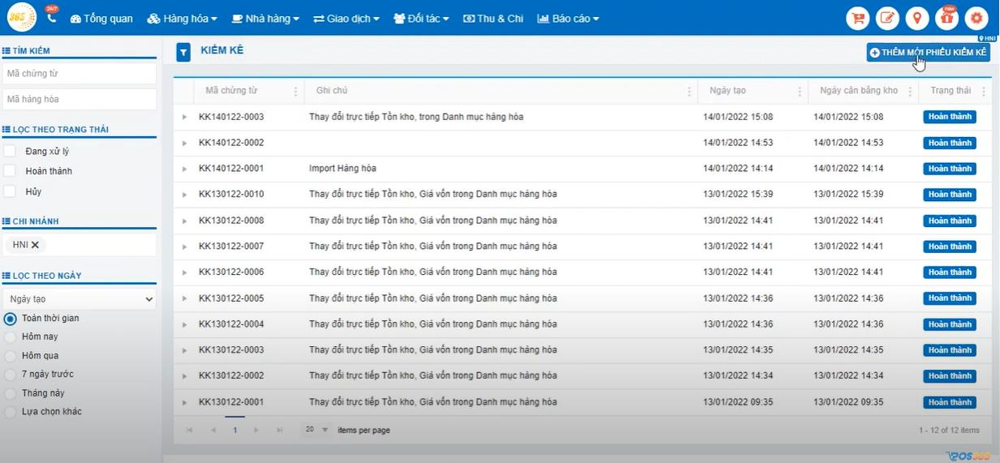 365
24/7
Tổng quan
Hàng hóa
Nhà hàng
Giao dịch
Đối tác
Thu & Chi
Báo cáo
new
HNI
TÌM KIẾM
Mã chứng từ
Mã hàng hóa
LỌC THEO TRẠNG THÁI
Đang xử lý
Hoàn thành
Hủy
CHI NHÁNH
HNI
LỌC THEO NGÀY
Ngày tạo
Toàn thời gian
Hôm nay
Hôm qua
7 ngày trước
Tháng này
Lựa chọn khác
KIỂM KÊ
THÊM MỚI PHIẾU KIỂM KÊ
Mã chứng từ Ghi chú Ngày tạo Ngày cân bằng kho Trạng thái
KK140122-0003 Thay đổi trực tiếp Tồn kho, trong Danh mục hàng hóa 14/01/2022 15:08 14/01/2022 15:08 Hoàn thành
KK140122-0002 14/01/2022 14:53 14/01/2022 14:53 Hoàn thành
KK140122-0001 Import Hàng hóa 14/01/2022 14:14 14/01/2022 14:14 Hoàn thành
KK130122-0010 Thay đổi trực tiếp Tồn kho, Giá vốn trong Danh mục hàng hóa 13/01/2022 15:39 13/01/2022 15:39 Hoàn thành
KK130122-0008 Thay đổi trực tiếp Tồn kho, Giá vốn trong Danh mục hàng hóa 13/01/2022 14:41 13/01/2022 14:41 Hoàn thành
KK130122-0007 Thay đổi trực tiếp Tồn kho, Giá vốn trong Danh mục hàng hóa 13/01/2022 14:41 13/01/2022 14:41 Hoàn thành
KK130122-0006 Thay đổi trực tiếp Tồn kho, Giá vốn trong Danh mục hàng hóa 13/01/2022 14:41 13/01/2022 14:41 Hoàn thành
KK130122-0005 Thay đổi trực tiếp Tồn kho, Giá vốn trong Danh mục hàng hóa 13/01/2022 14:36 13/01/2022 14:36 Hoàn thành
KK130122-0004 Thay đổi trực tiếp Tồn kho, Giá vốn trong Danh mục hàng hóa 13/01/2022 14:36 13/01/2022 14:36 Hoàn thành
KK130122-0003 Thay đổi trực tiếp Tồn kho, Giá vốn trong Danh mục hàng hóa 13/01/2022 14:35 13/01/2022 14:35 Hoàn thành
KK130122-0002 Thay đổi trực tiếp Tồn kho, Giá vốn trong Danh mục hàng hóa 13/01/2022 14:34 13/01/2022 14:34 Hoàn thành
KK130122-0001 Thay đổi trực tiếp Tồn kho, Giá vốn trong Danh mục hàng hóa 13/01/2022 09:35 13/01/2022 09:35 Hoàn thành
1 20 items per page 1 - 12 of 12 items
POS365